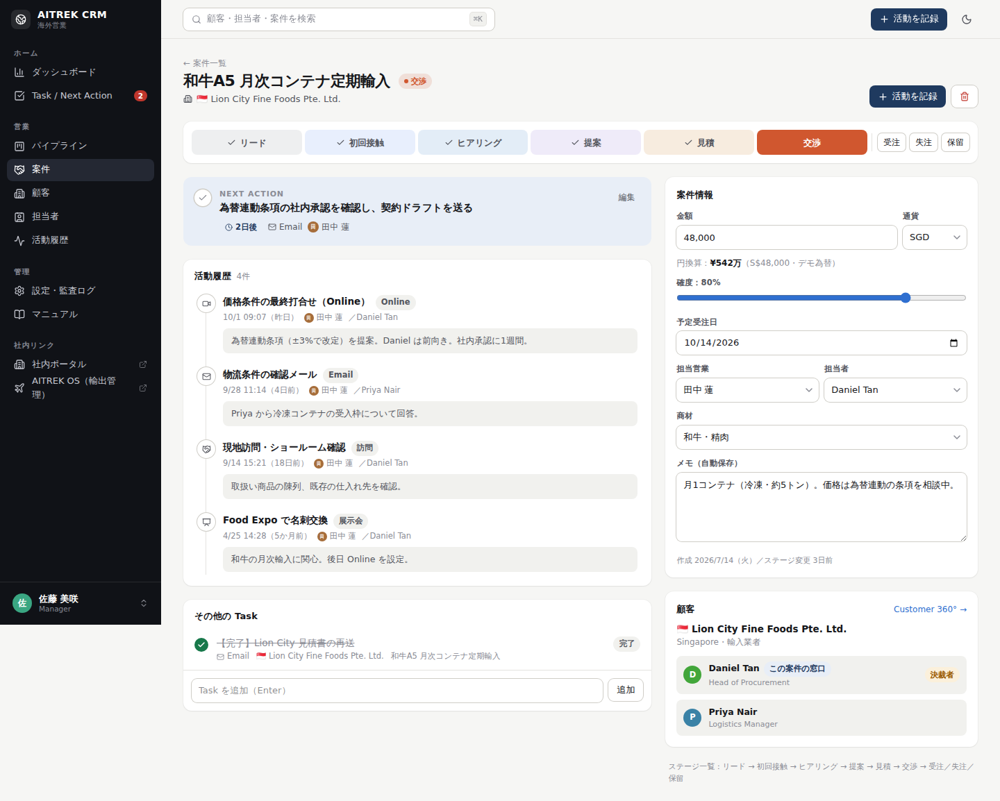 AITREK CRM
海外営業
顧客・担当者・案件を検索
⌘K
活動を記録
ホーム
ダッシュボード
Task / Next Action
2
営業
パイプライン
案件
顧客
担当者
活動履歴
管理
設定・監査ログ
マニュアル
社内リンク
社内ポータル
AITREK OS（輸出管
理）
佐
佐藤 美咲
Manager
← 案件一覧
和牛A5 月次コンテナ定期輸入
交渉
🇸🇬 Lion City Fine Foods Pte. Ltd.
活動を記録
リード
初回接触
ヒアリング
提案
見積
交渉
受注
失注
保留
NEXT ACTION
為替連動条項の社内承認を確認し、契約ドラフトを送る
編集
2日後
Email
田
田中 蓮
活動履歴 4件
価格条件の最終打合せ（Online）
Online
10/1 09:07（昨日） 田 田中 蓮 ／Daniel Tan
為替連動条項（±3%で改定）を提案。Daniel は前向き。社内承認に1週間。
物流条件の確認メール
Email
9/28 11:14（4日前） 田 田中 蓮 ／Priya Nair
Priya から冷凍コンテナの受入枠について回答。
現地訪問・ショールーム確認
訪問
9/14 15:21（18日前） 田 田中 蓮 ／Daniel Tan
取扱い商品の陳列、既存の仕入れ先を確認。
Food Expo で名刺交換
展示会
4/25 14:28（5か月前） 田 田中 蓮 ／Daniel Tan
和牛の月次輸入に関心。後日 Online を設定。
その他の Task
【完了】Lion City 見積書の再送
完了
Email 🇸🇬 Lion City Fine Foods Pte. Ltd. 和牛A5 月次コンテナ定期輸入
Task を追加（Enter）
追加
案件情報
金額
通貨
48,000
SGD
円換算：¥542万（S$48,000・デモ為替）
確度：80%
予定受注日
10/14/2026
担当営業
担当者
田中 蓮
Daniel Tan
商材
和牛・精肉
メモ（自動保存）
月1コンテナ（冷凍・約5トン）。価格は為替連動の条項を相談中。
作成 2026/7/14（火）／ステージ変更 3日前
顧客
Customer 360° →
🇸🇬 Lion City Fine Foods Pte. Ltd.
Singapore・輸入業者
D
Daniel Tan
この案件の窓口
Head of Procurement
決裁者
P
Priya Nair
Logistics Manager
ステージ一覧：リード → 初回接触 → ヒアリング → 提案 → 見積 → 交渉 → 受注／失注／
保留